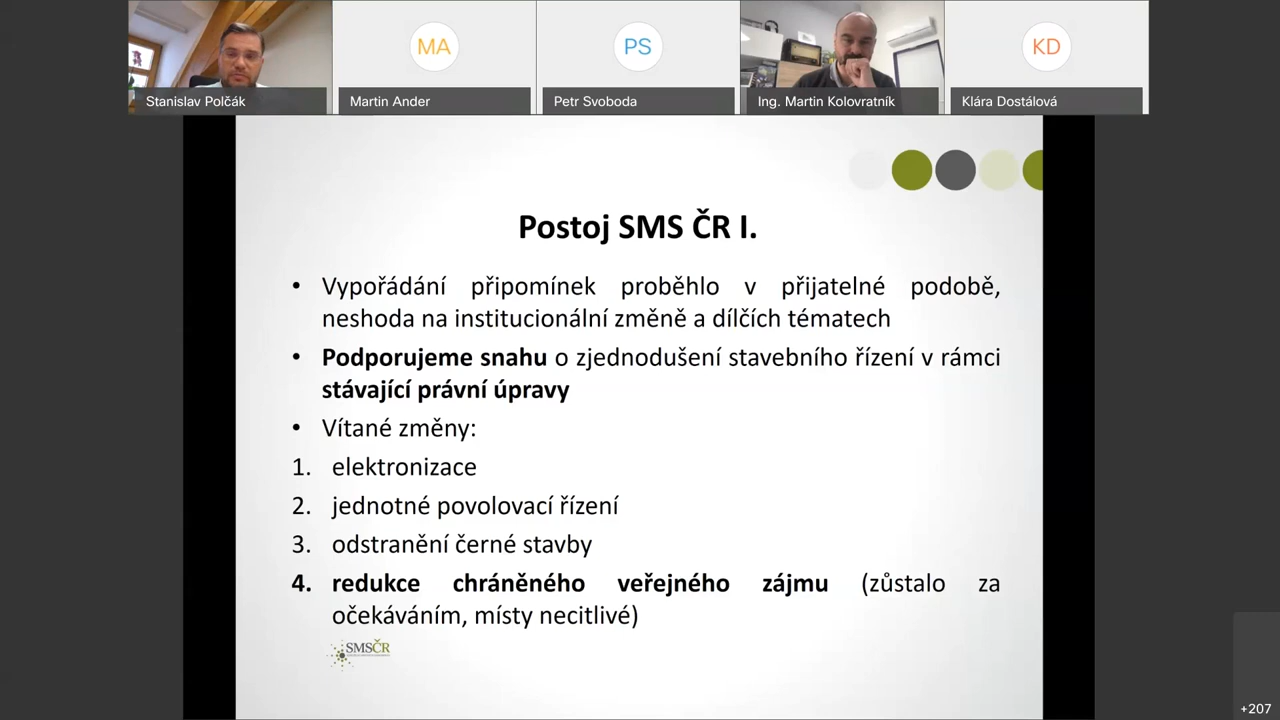 MA
PS
KD
Stanislav Polčák
Martin Ander
Petr Svoboda
Ing. Martin Kolovratník
Klára Dostálová
Postoj SMS ČR I.
• Vypořádání připomínek proběhlo v přijatelné podobě,
neshoda na institucionální změně a dílčích tématech
• Podporujeme snahu o zjednodušení stavebního řízení v rámci
stávající právní úpravy
• Vítané změny:
1. elektronizace
2. jednotné povolovací řízení
3. odstranění černé stavby
4. redukce chráněného veřejného zájmu (zůstalo za
očekáváním, místy necitlivé)
SMSČR
+207